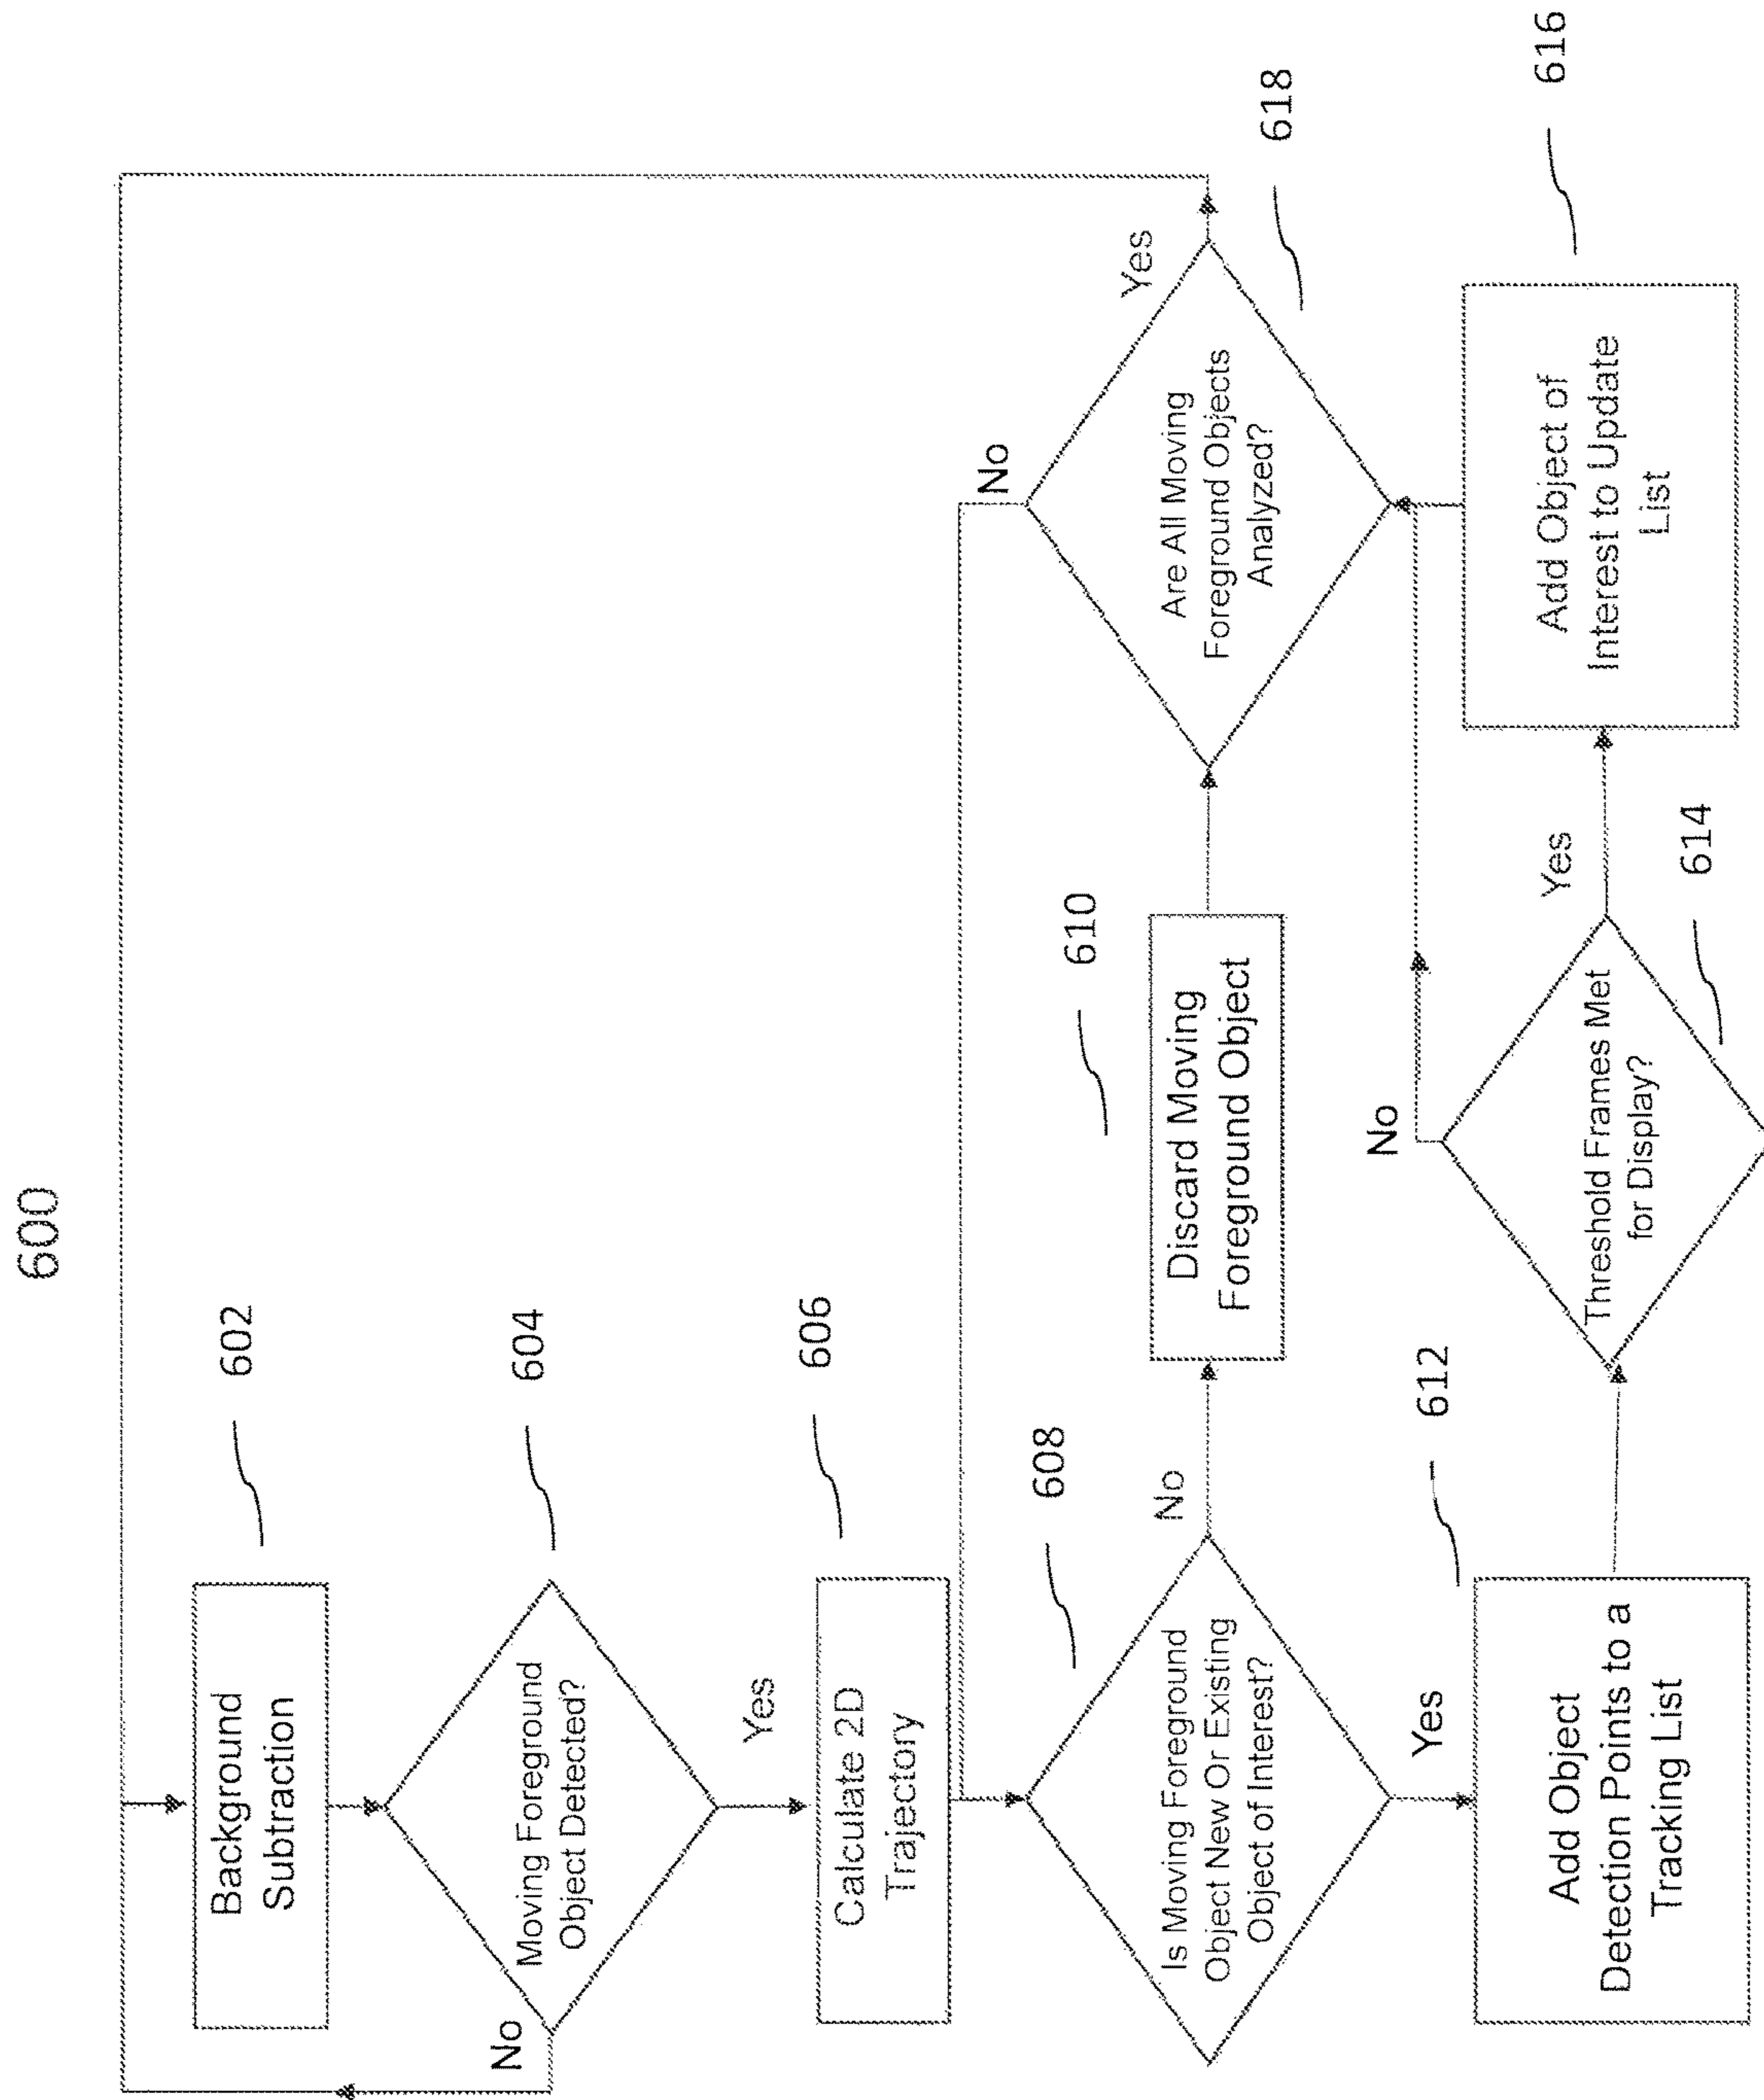 600
Background
Subtraction
602
Moving Foreground
Object Detected?
604
No
Yes
Calculate 2D
Trajectory
606
Is Moving Foreground
Object New Or Existing
Object of Interest?
608
No
Yes
Discard Moving
Foreground Object
610
Are All Moving
Foreground Objects
Analyzed?
618
No
Yes
Add Object
Detection Points to a
Tracking List
612
Threshold Frames Met
for Display?
614
No
Yes
Add Object of
Interest to Update
List
616